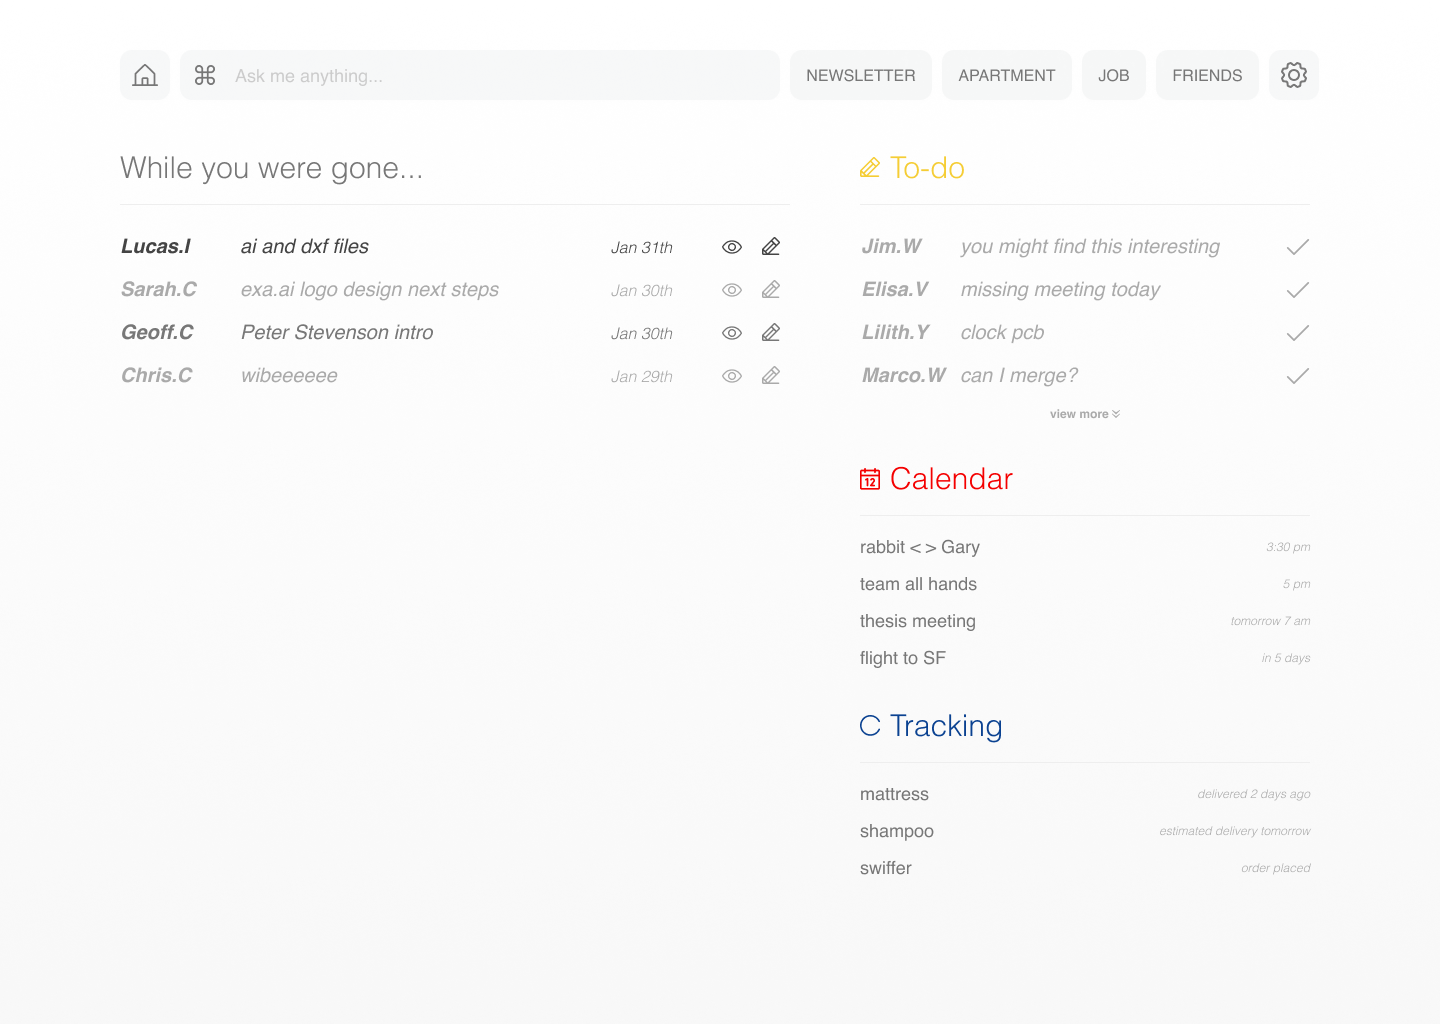 Ask me anything...
NEWSLETTER
APARTMENT
JOB
FRIENDS
While you were gone...
Lucas.I ai and dxf files Jan 31th
Sarah.C exa.ai logo design next steps Jan 30th
Geoff.C Peter Stevenson intro Jan 30th
Chris.C wibeeeeee Jan 29th
To-do
Jim.W you might find this interesting
Elisa.V missing meeting today
Lilith.Y clock pcb
Marco.W can I merge?
view more
12 Calendar
rabbit <> Gary 3:30 pm
team all hands 5 pm
thesis meeting tomorrow 7 am
flight to SF in 5 days
Tracking
mattress delivered 2 days ago
shampoo estimated delivery tomorrow
swiffer order placed